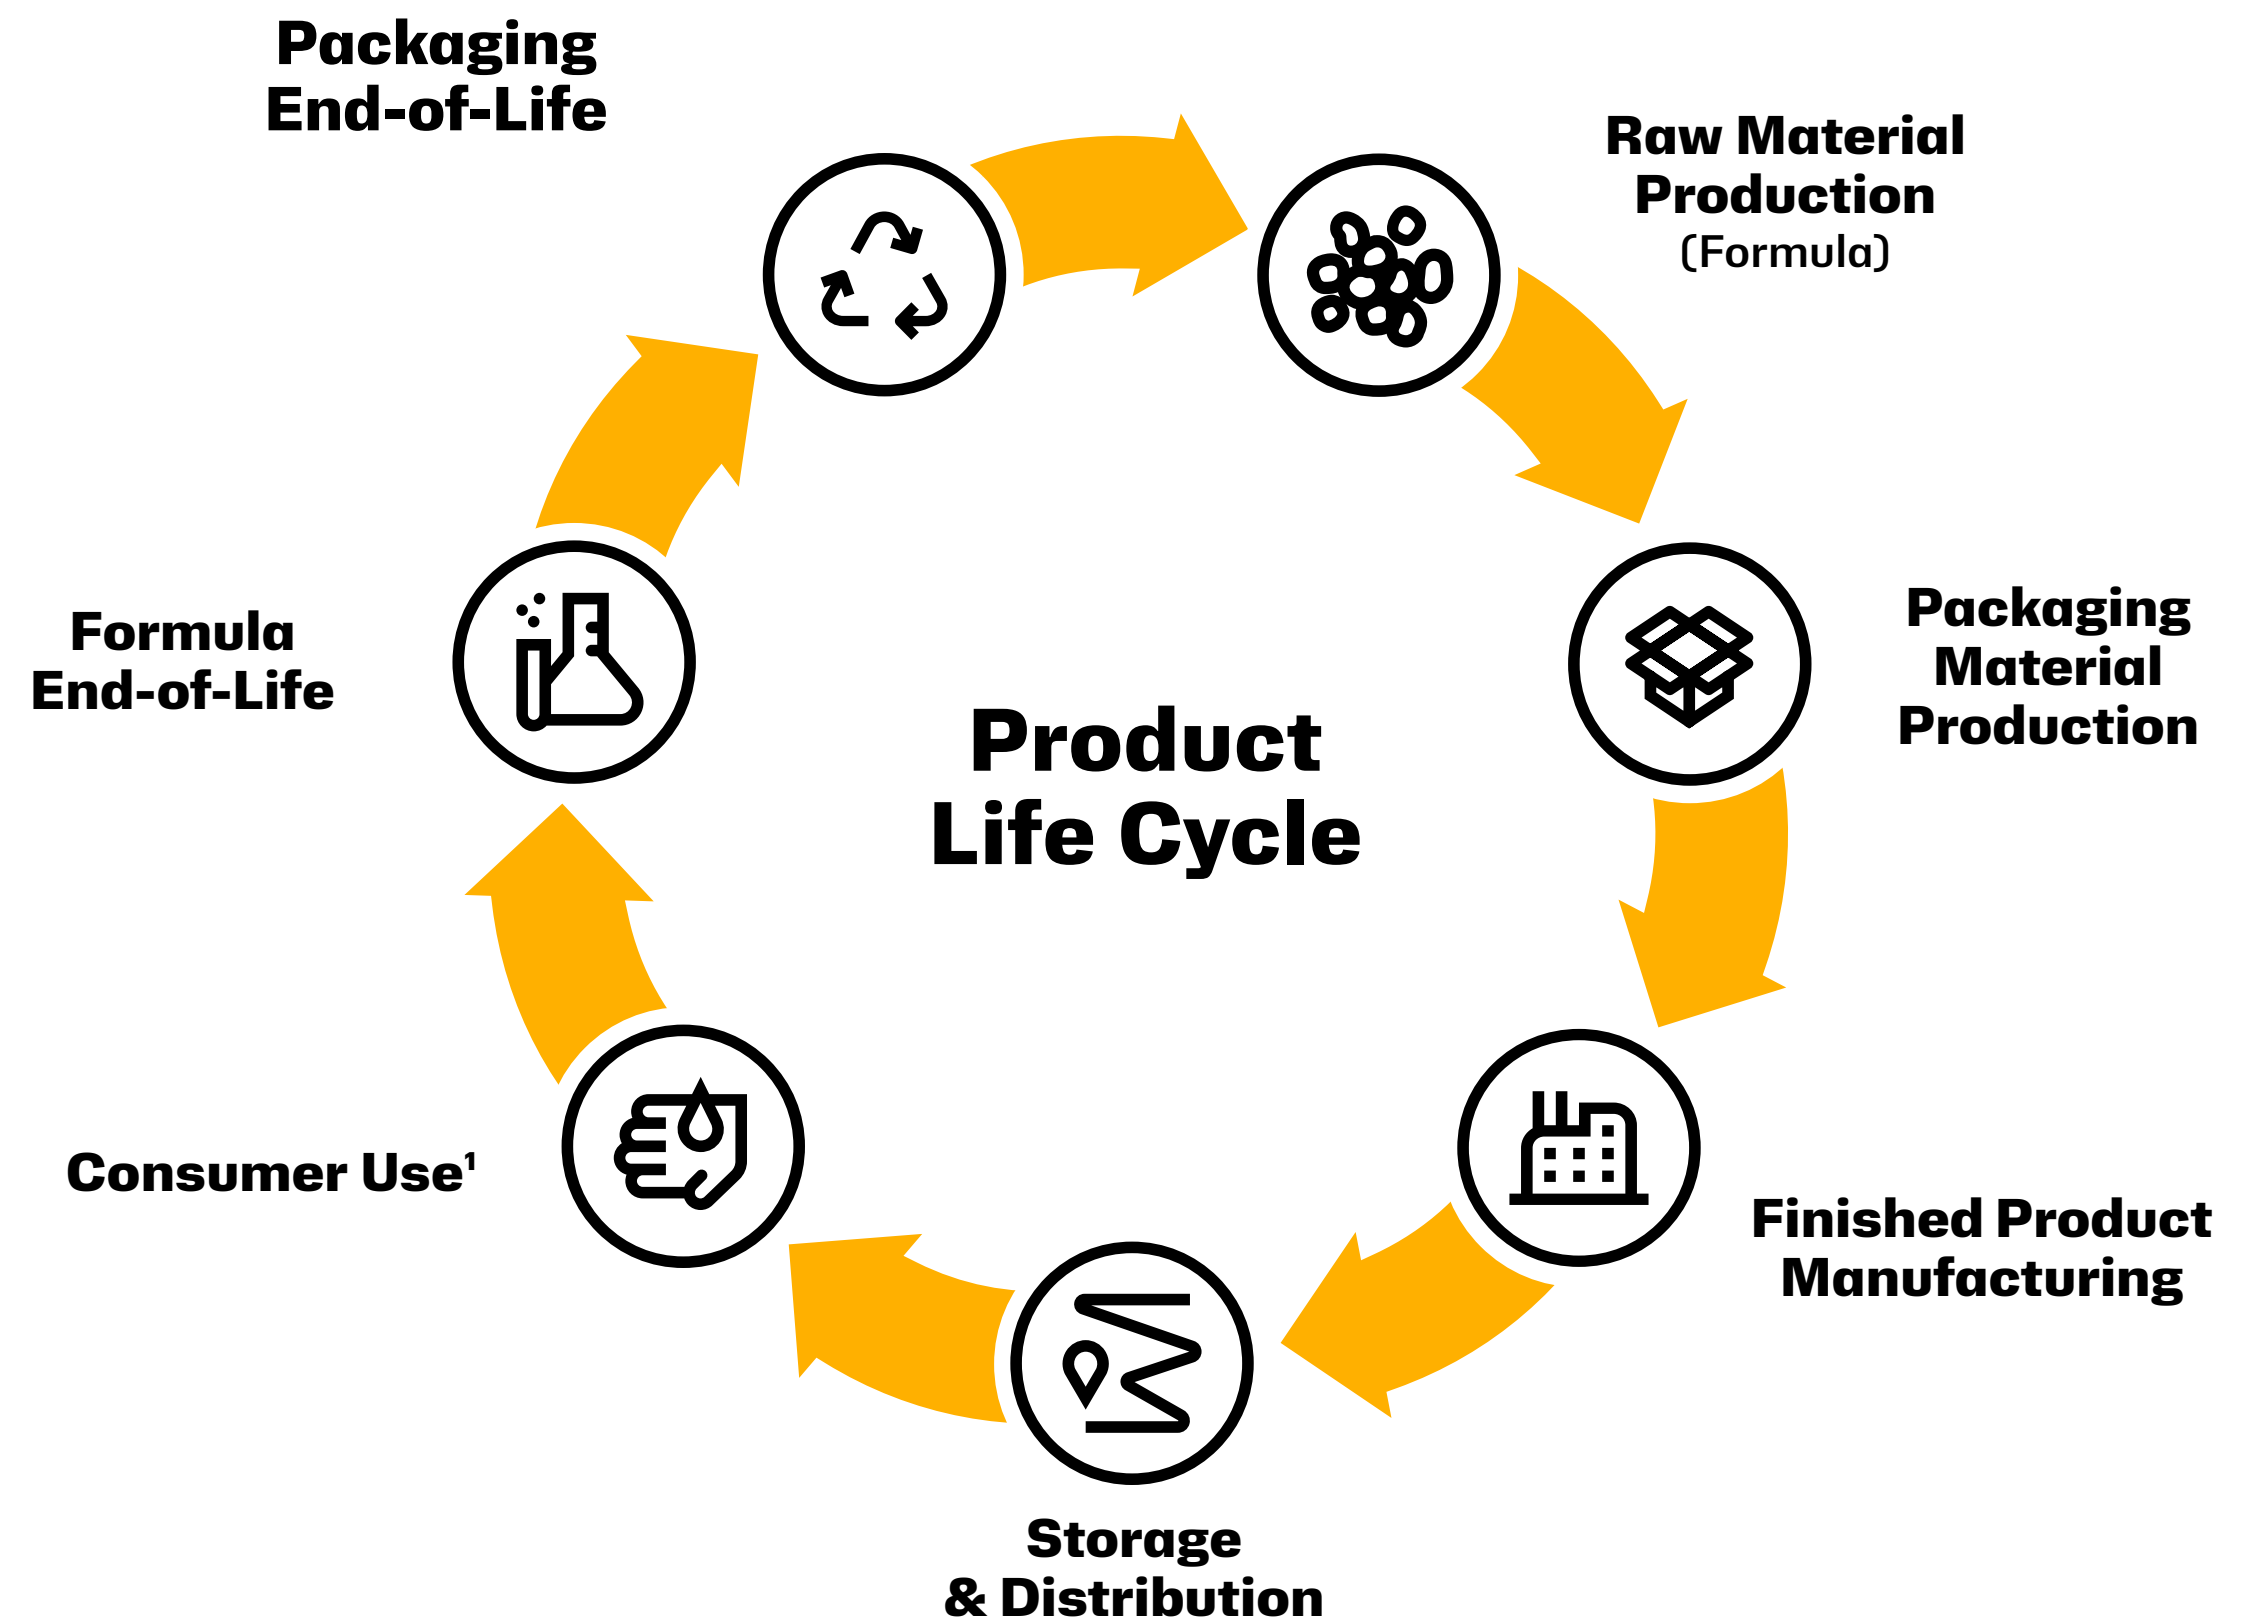 Packaging
End-of-Life
Raw Material
Production
(Formula)
Packaging
Material
Production
Finished Product
Manufacturing
Storage
& Distribution
Consumer Use¹
Formula
End-of-Life
Product
Life Cycle